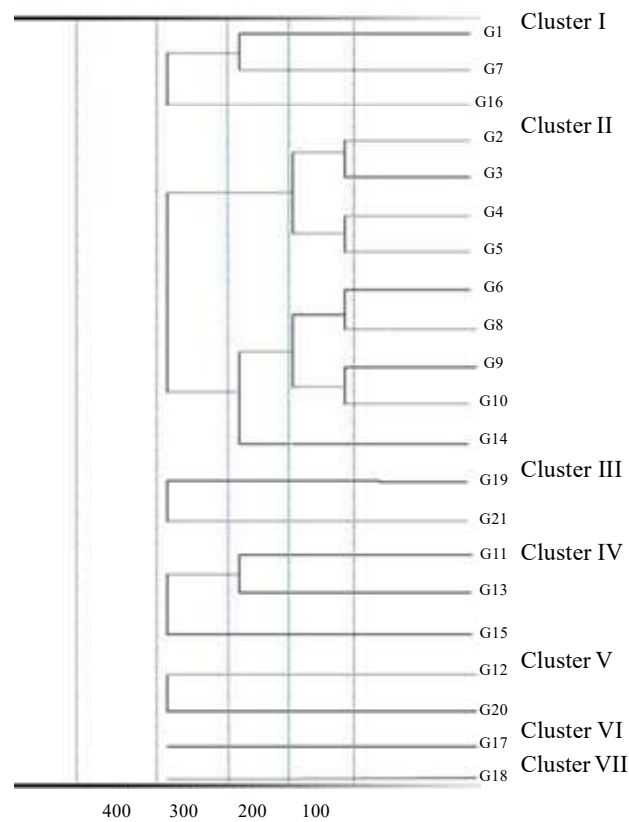 G1 Cluster I
G7
G16
G2 Cluster II
G3
G4
G5
G6
G8
G9
G10
G14
G19 Cluster III
G21
G11 Cluster IV
G13
G15
G12 Cluster V
G20
G17 Cluster VI
G18 Cluster VII
400 300 200 100